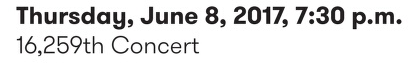 Thursday, June 8, 2017, 7:30 p.m.
16,259th Concert